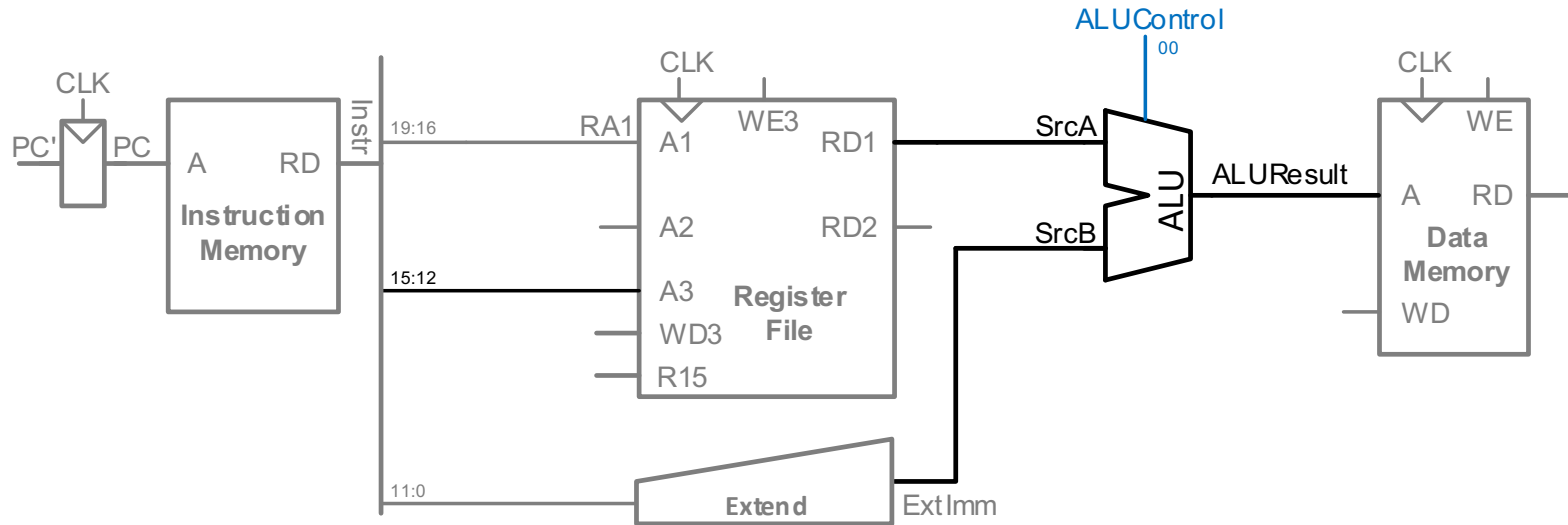 ALUControl
00
CLK
CLK
CLK
Instr
19:16
RA1
A1
WE3
RD1
SrcA
WE
PC'
PC
A
RD
Instruction
Memory
ALU
ALUResult
A
RD
A2
RD2
SrcB
Data
Memory
15:12
A3
Register
File
WD3
WD
R15
11:0
Extend
ExtImm